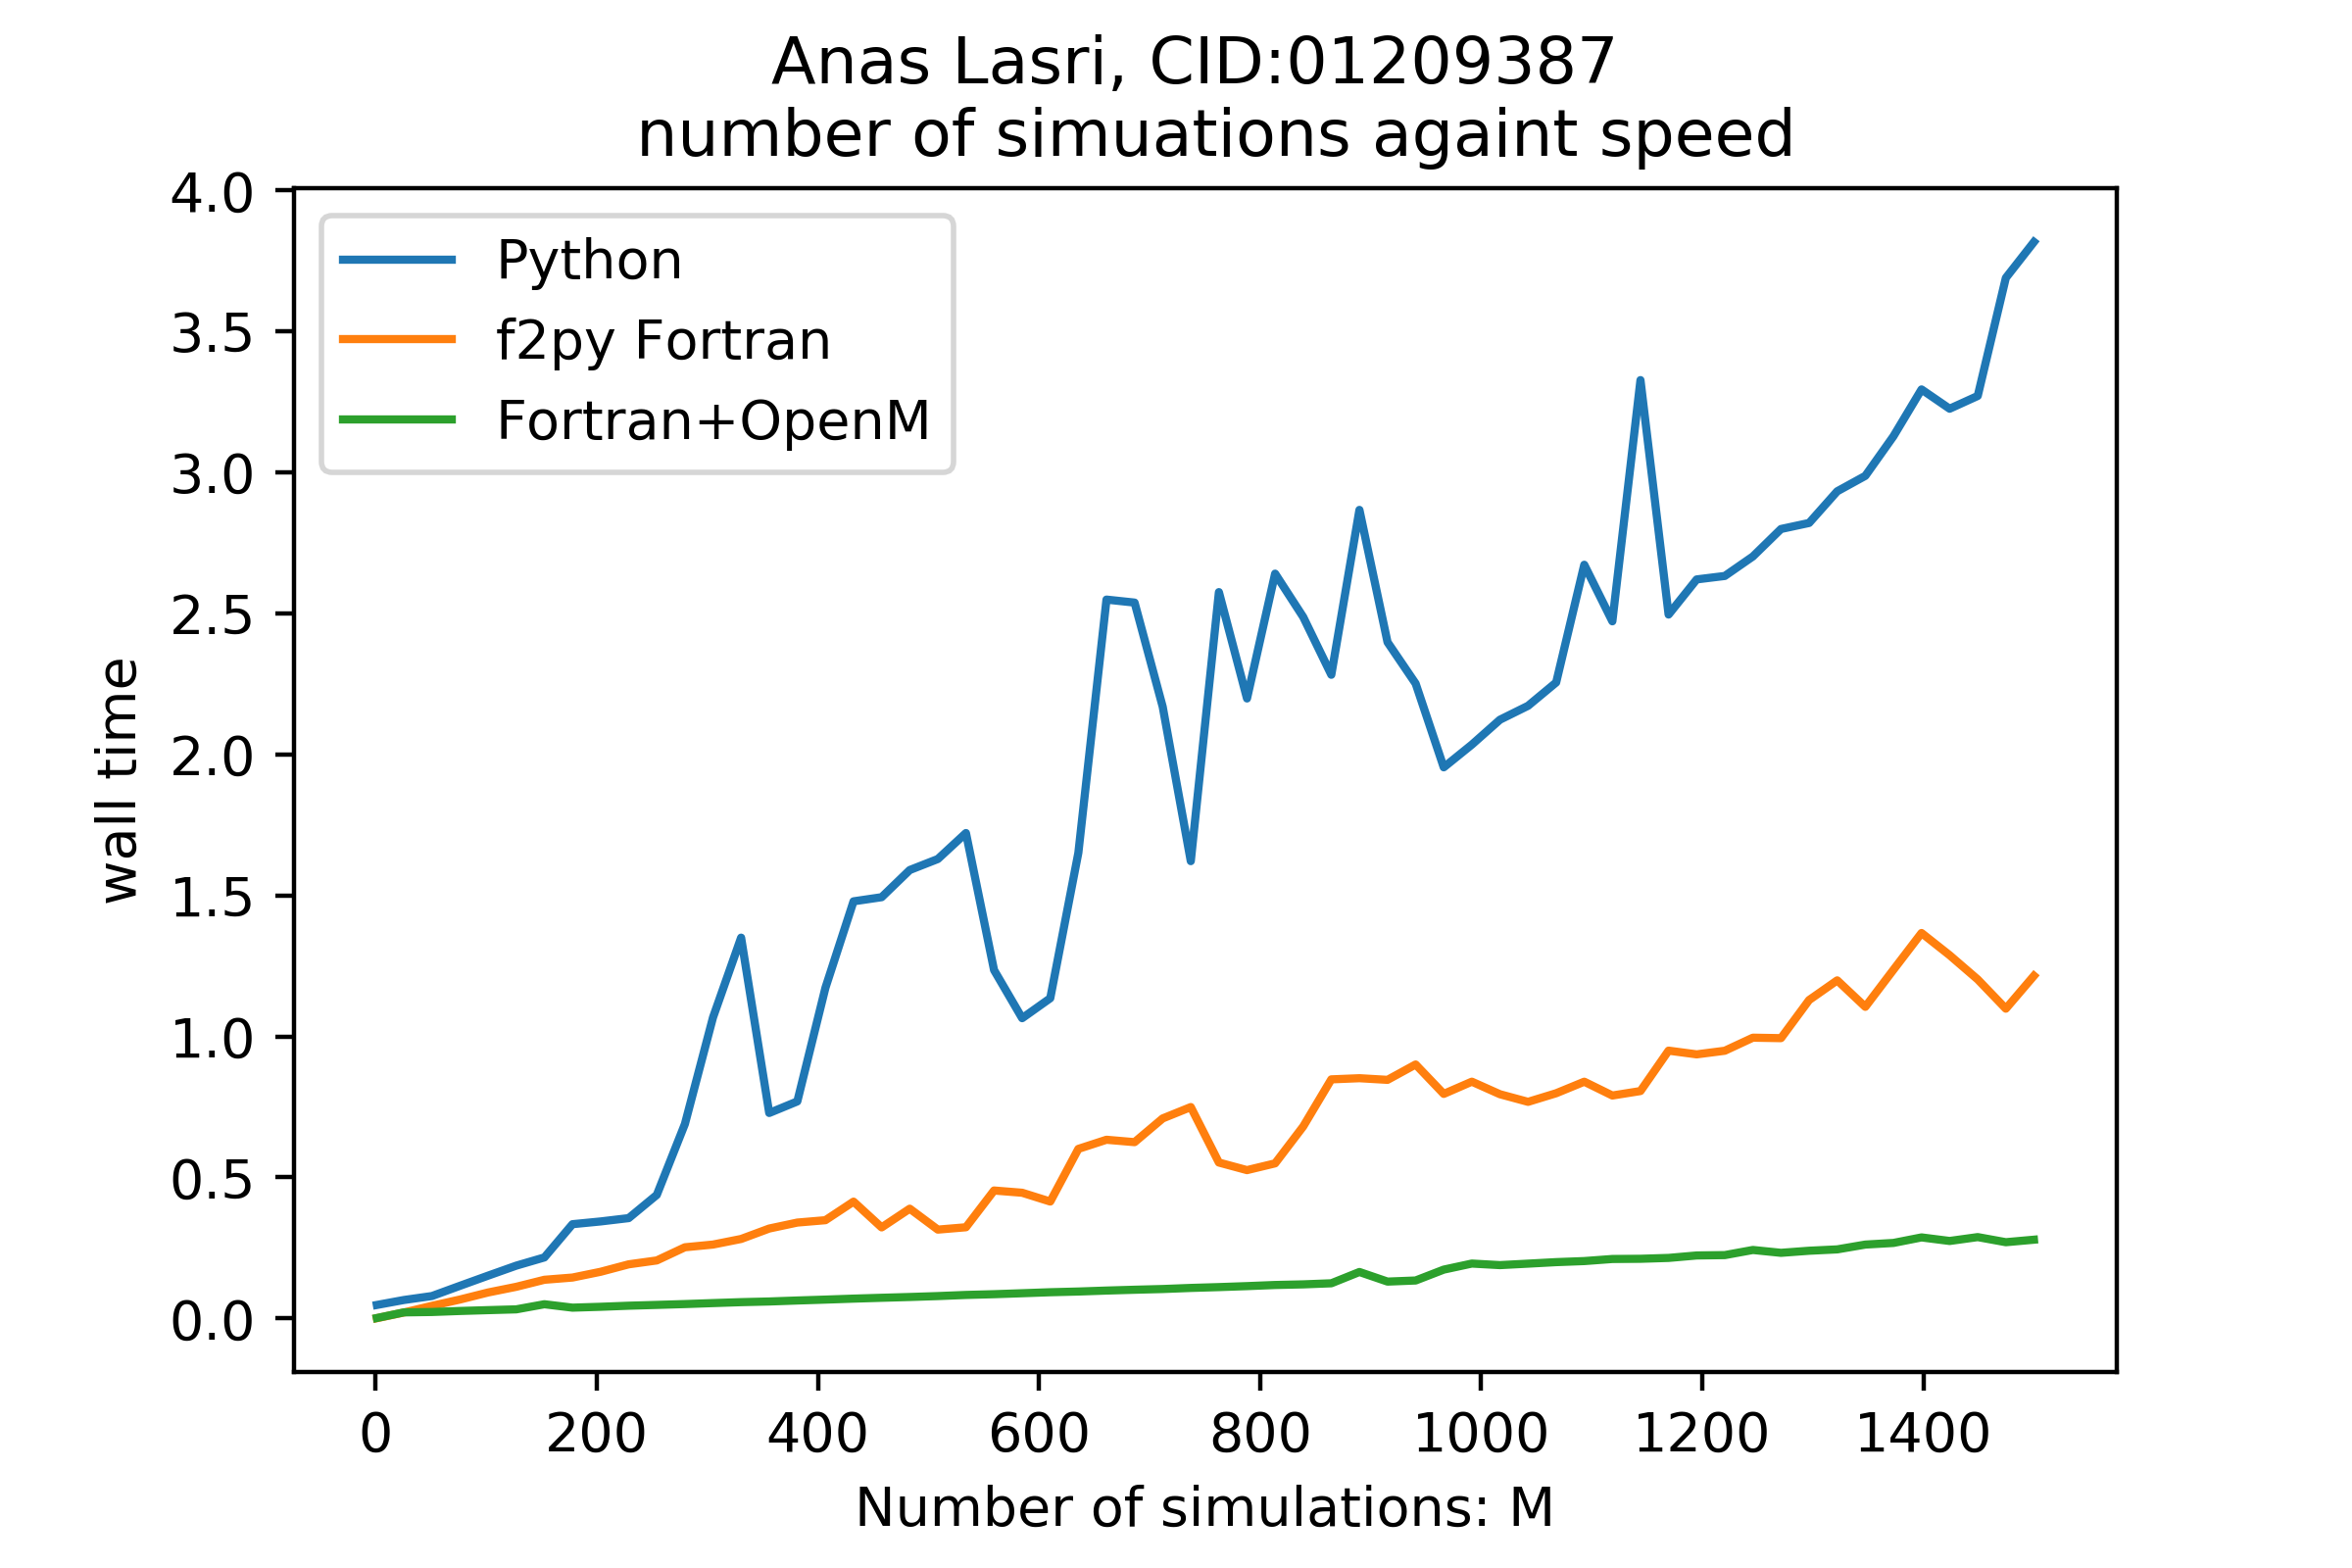 Anas Lasri, CID:01209387
number of simuations againt speed
4.0
3.5
3.0
2.5
2.0
1.5
1.0
0.5
0.0
wall time
Python
f2py Fortran
Fortran+OpenM
0 200 400 600 800 1000 1200 1400
Number of simulations: M